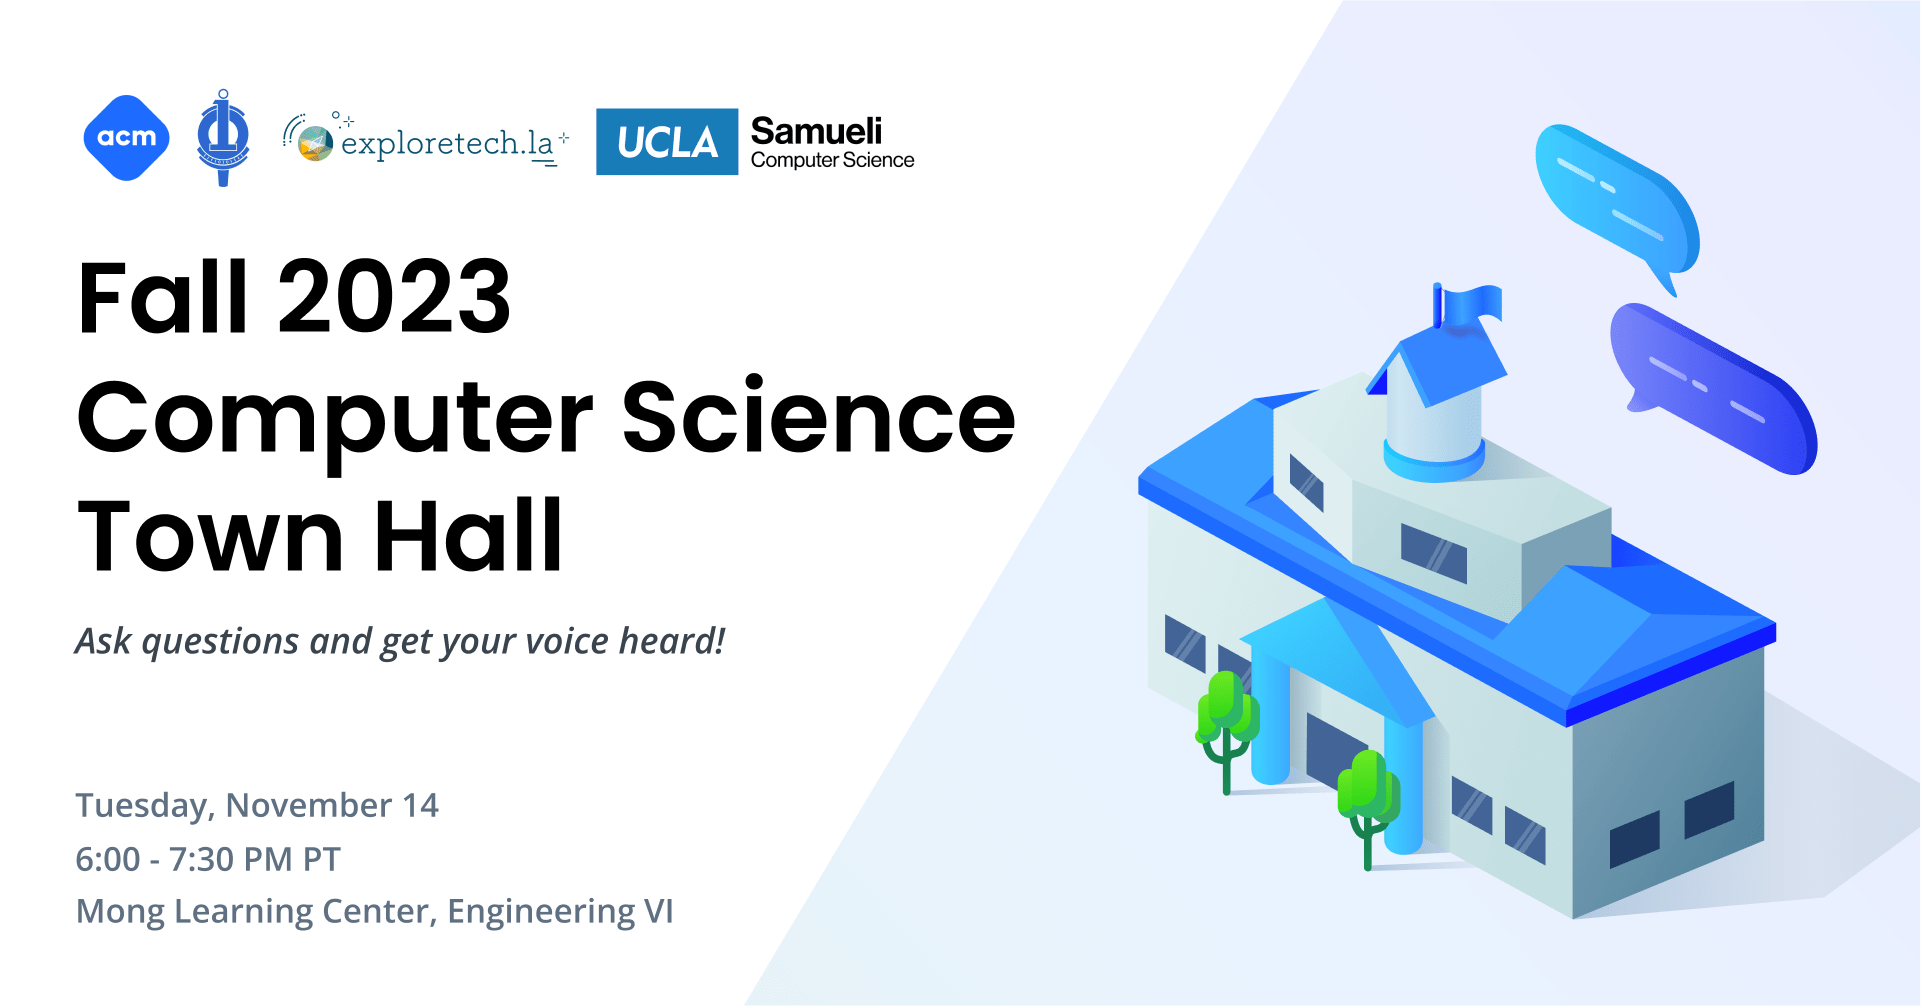 acm
exploretech.la
UCLA
Samueli
Computer Science
Fall 2023
Computer Science
Town Hall
Ask questions and get your voice heard!
Tuesday, November 14
6:00 - 7:30 PM PT
Mong Learning Center, Engineering VI